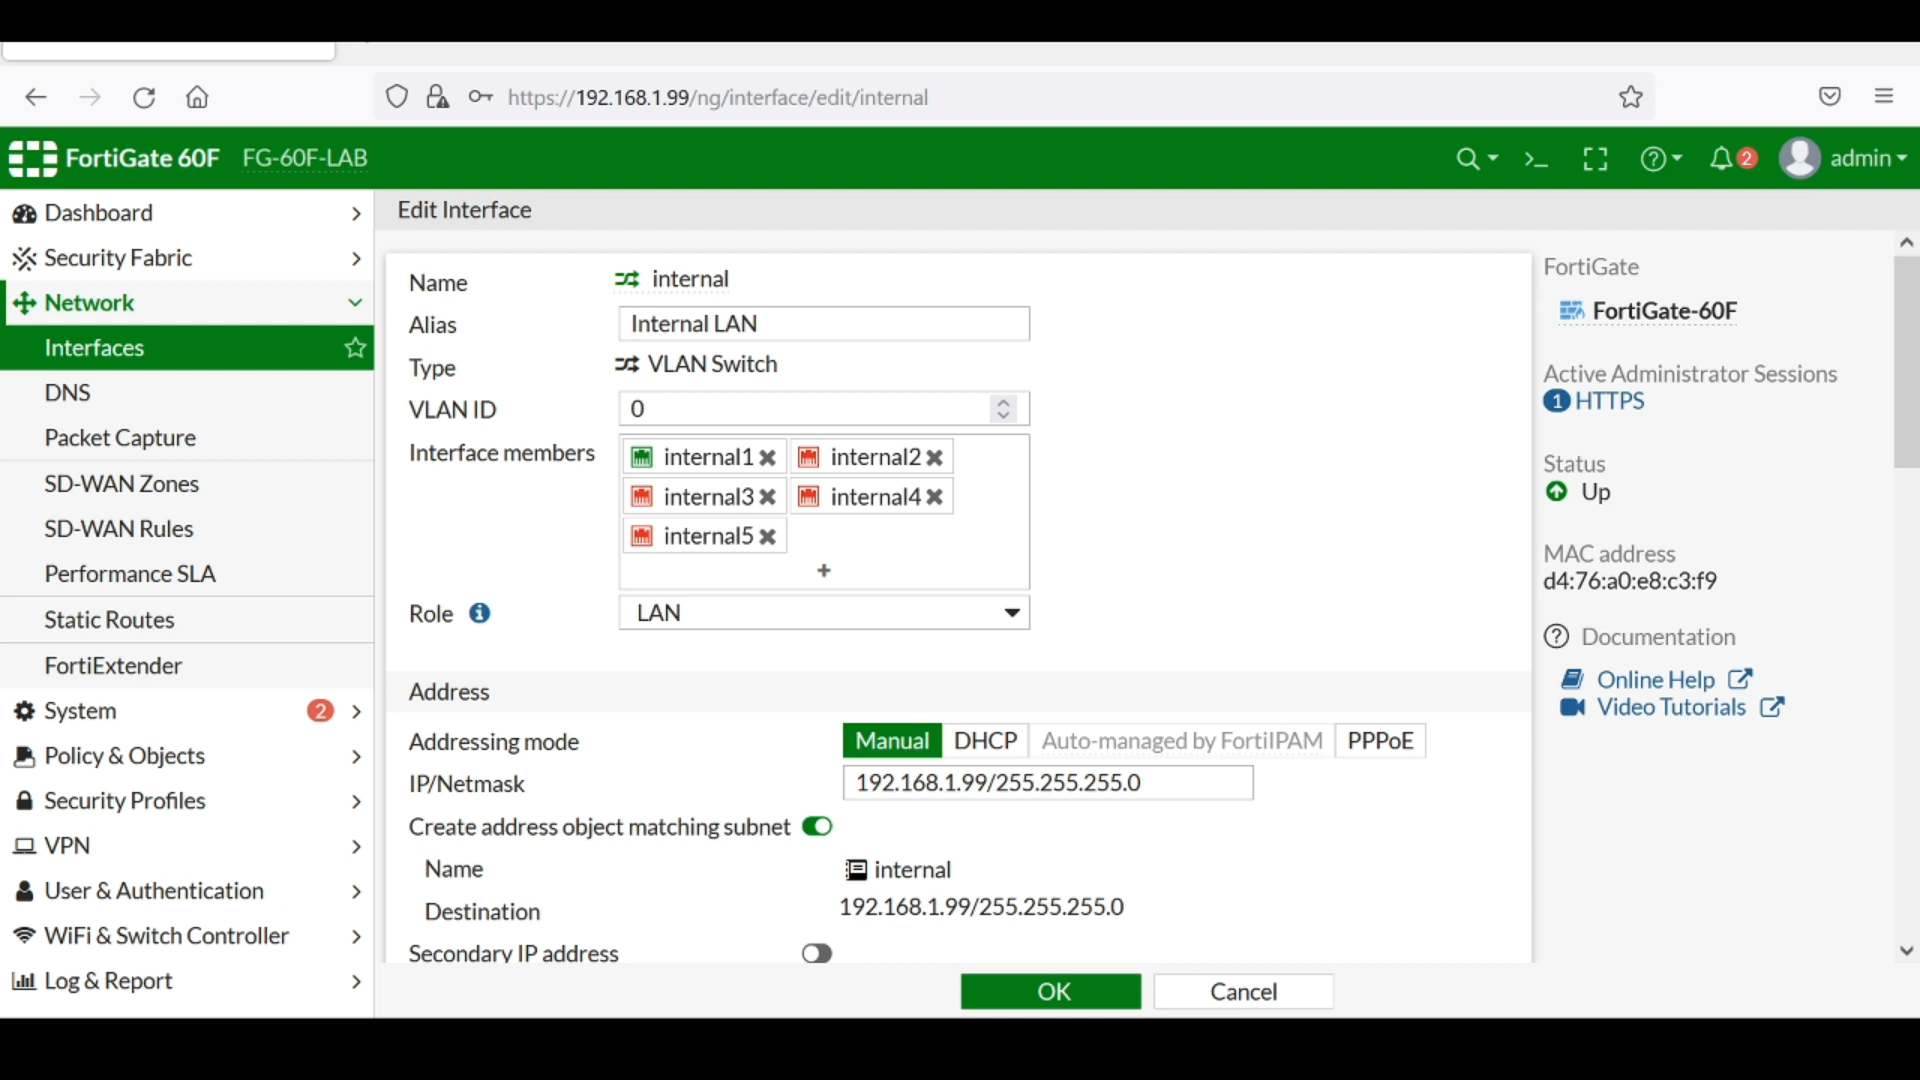 https://192.168.1.99/ng/interface/edit/internal
FortiGate 60F FG-60F-LAB
2 admin
Dashboard
Security Fabric
Network
Interfaces
DNS
Packet Capture
SD-WAN Zones
SD-WAN Rules
Performance SLA
Static Routes
FortiExtender
System 2
Policy & Objects
Security Profiles
VPN
User & Authentication
WiFi & Switch Controller
Log & Report
Edit Interface
Name internal
Alias Internal LAN
Type VLAN Switch
VLAN ID 0
Interface members internal1 internal2
internal3 internal4
internal5
+
Role LAN
Address
Addressing mode Manual DHCP Auto-managed by FortiIPAM PPPoE
IP/Netmask 192.168.1.99/255.255.255.0
Create address object matching subnet
Name internal
Destination 192.168.1.99/255.255.255.0
Secondary IP address
OK Cancel
FortiGate
FortiGate-60F
Active Administrator Sessions
1 HTTPS
Status
Up
MAC address
d4:76:a0:e8:c3:f9
Documentation
Online Help
Video Tutorials